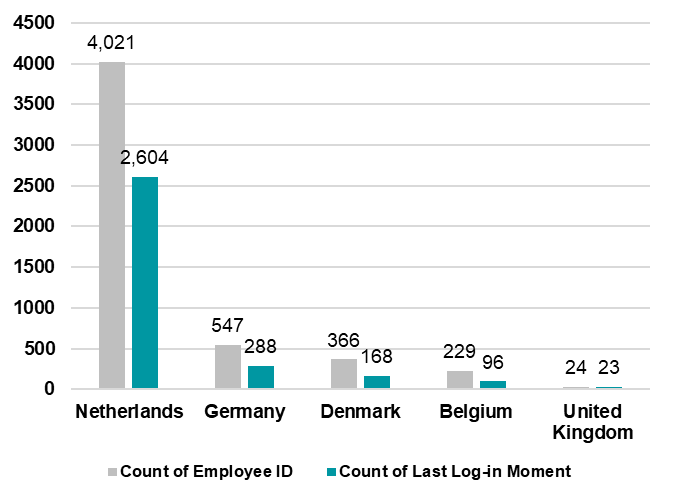 4500
4000
3500
3000
2500
2000
1500
1000
500
0
4,021
2,604
547
288
366
168
229
96
24
23
Netherlands
Germany
Denmark
Belgium
United
Kingdom
Count of Employee ID
Count of Last Log-in Moment